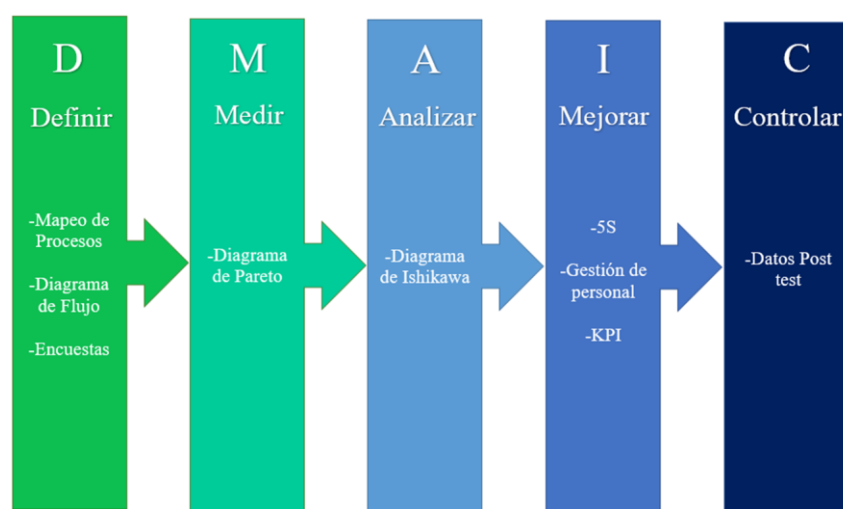 D
Definir
-Mapeo de
Procesos
-Diagrama
de Flujo
-Encuestas
M
Medir
-Diagrama
de Pareto
A
Analizar
-Diagrama
de Ishikawa
I
Mejorar
-5S
-Gestión de
personal
-KPI
C
Controlar
-Datos Post
test